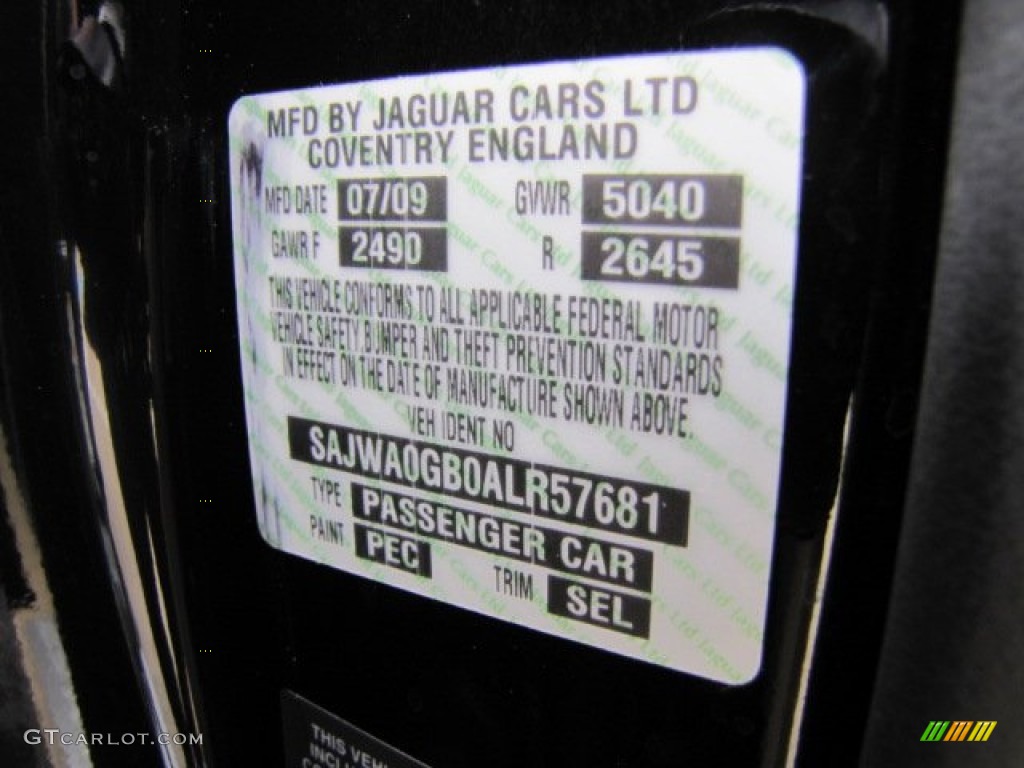 MFD BY JAGUAR CARS LTD
COVENTRY ENGLAND
MFD DATE 07/09 GVWR 5040
GAWR F 2490 R 2645
THIS VEHICLE CONFORMS TO ALL APPLICABLE FEDERAL MOTOR
VEHICLE SAFETY BUMPER AND THEFT PREVENTION STANDARDS
IN EFFECT ON THE DATE OF MANUFACTURE SHOWN ABOVE.
VEH IDENT NO
SAJWA0GB0ALR57681
TYPE PASSENGER CAR
PAINT PEC TRIM SEL
THIS VEH
INCL
GTCARLOT.COM